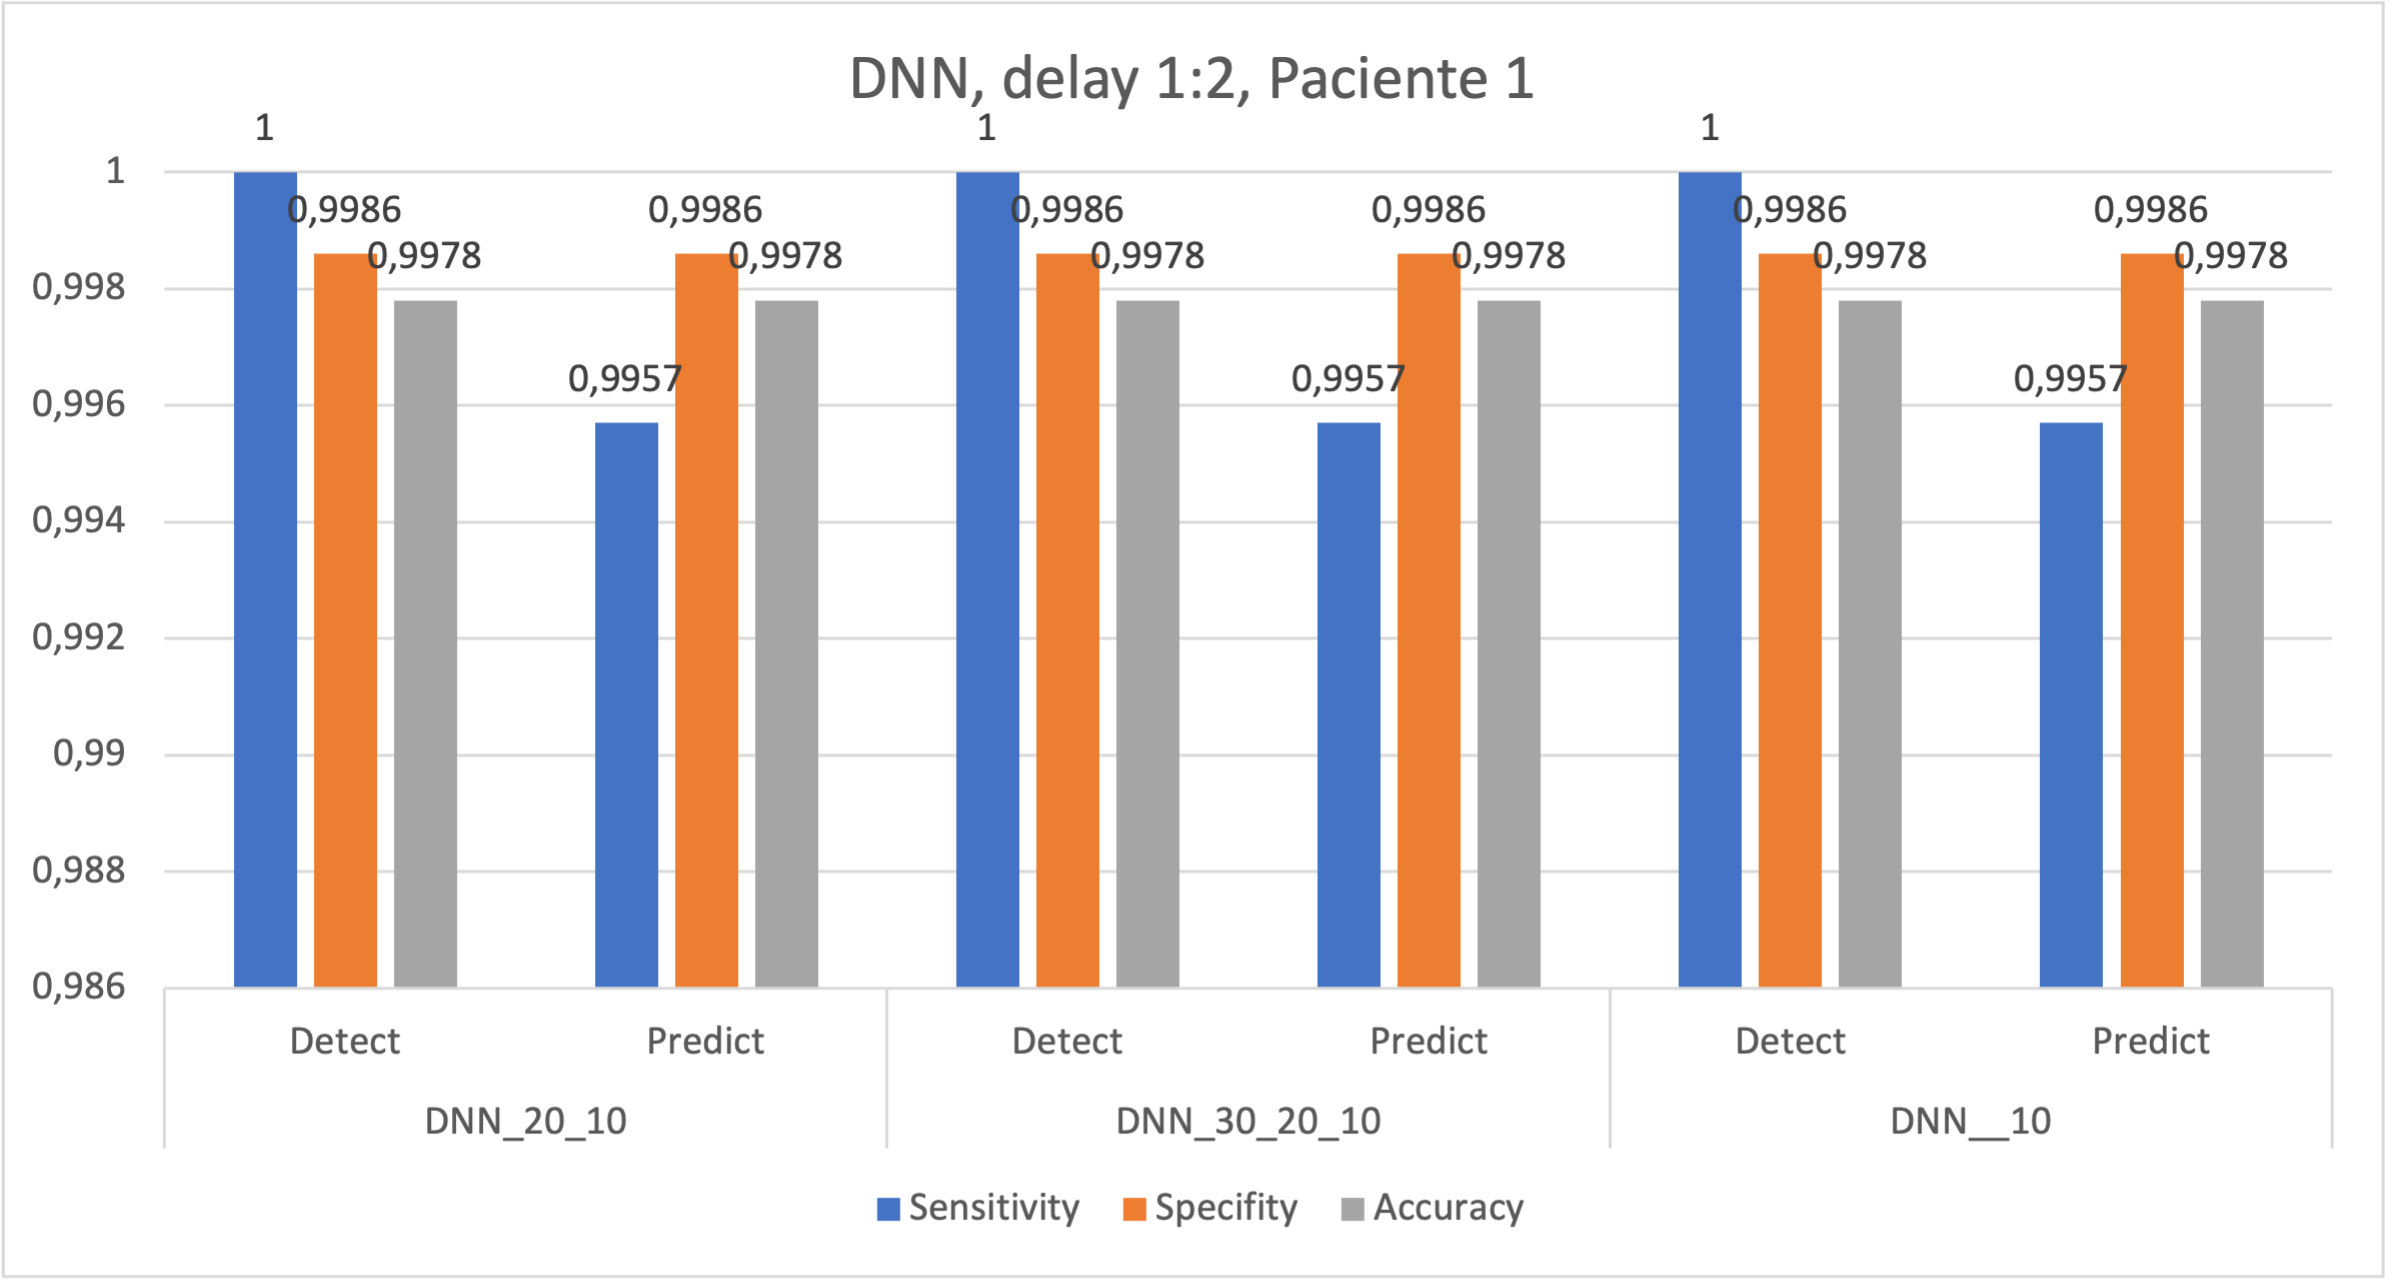 DNN, delay 1:2, Paciente 1
1 1 1
1
0,9986 0,9986 0,9986 0,9986 0,9986 0,9986
0,9978 0,9978 0,9978 0,9978 0,9978 0,9978
0,998
0,9957 0,9957 0,9957
0,996
0,994
0,992
0,99
0,988
0,986
Detect Predict Detect Predict Detect Predict
DNN_20_10 DNN_30_20_10 DNN__10
Sensitivity Specifity Accuracy